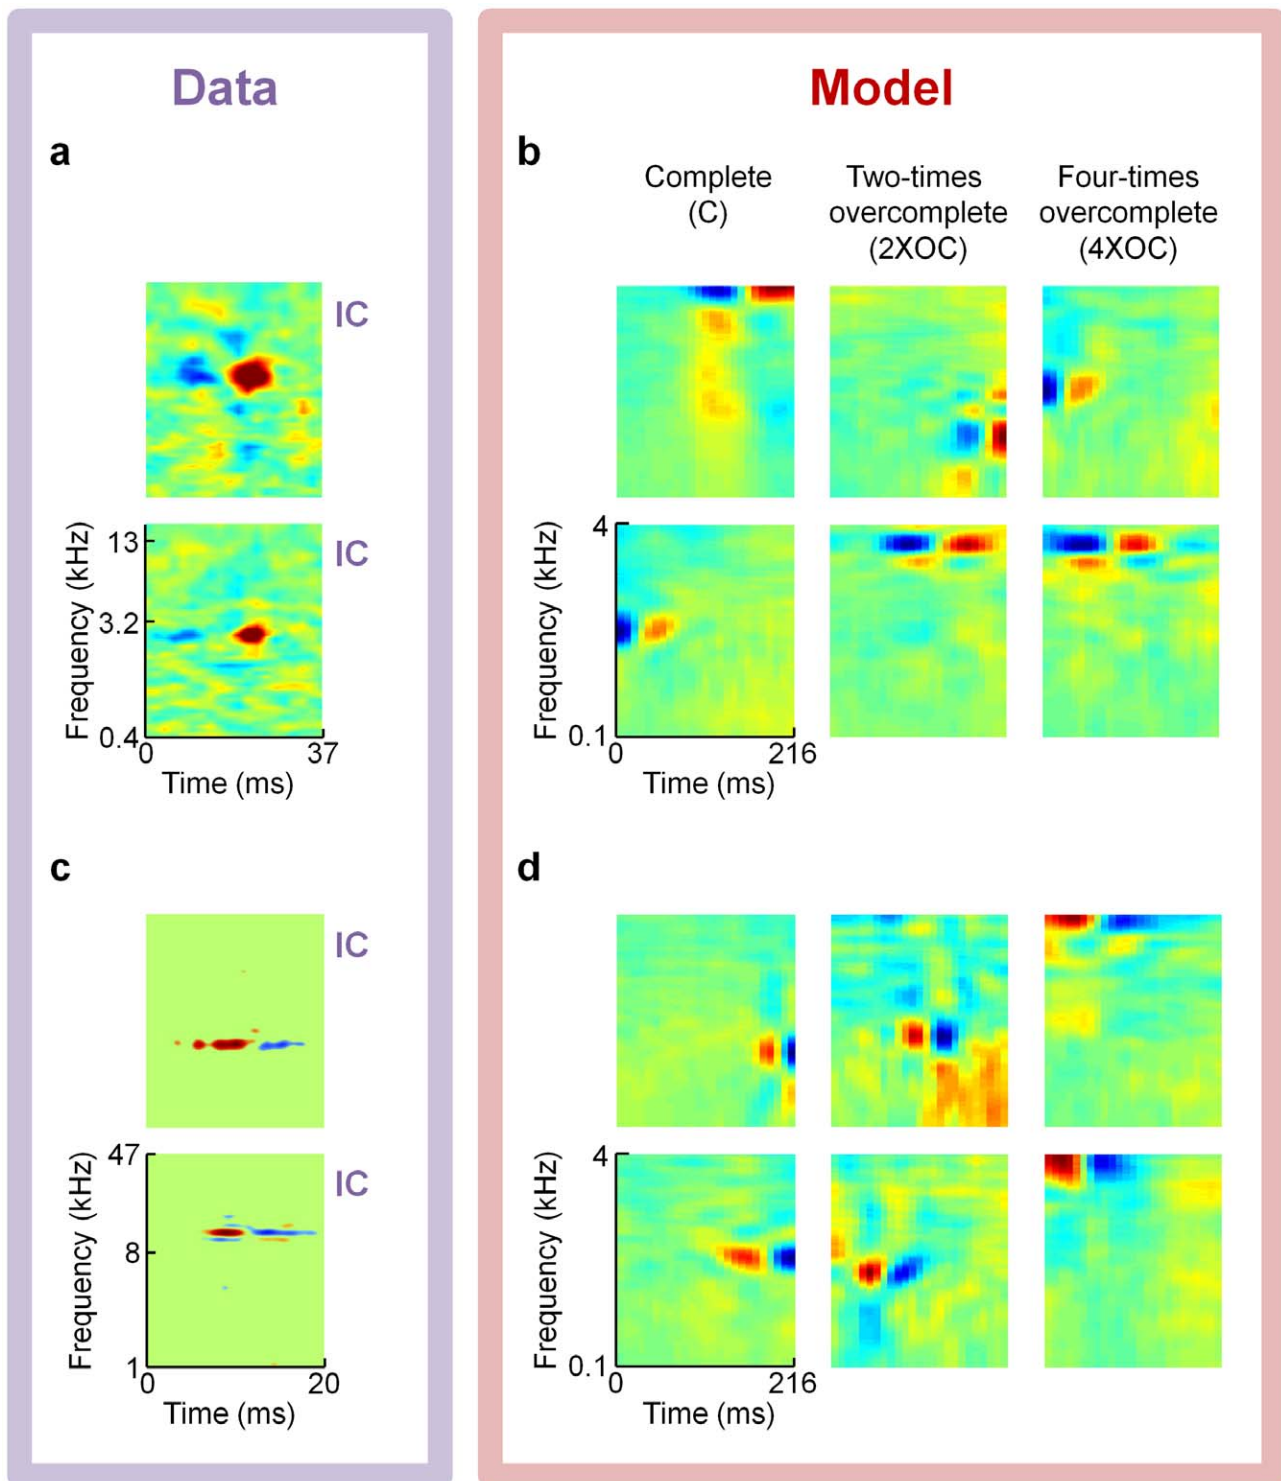 Data
Model
a
b
Complete
(C)
Two-times
overcomplete
(2XOC)
Four-times
overcomplete
(4XOC)
IC
IC
Frequency (kHz)
13
3.2
0.4
0
37
Time (ms)
Frequency (kHz)
4
0.1
0
216
Time (ms)
c
d
IC
IC
Frequency (kHz)
47
8
1
0
20
Time (ms)
Frequency (kHz)
4
0.1
0
216
Time (ms)